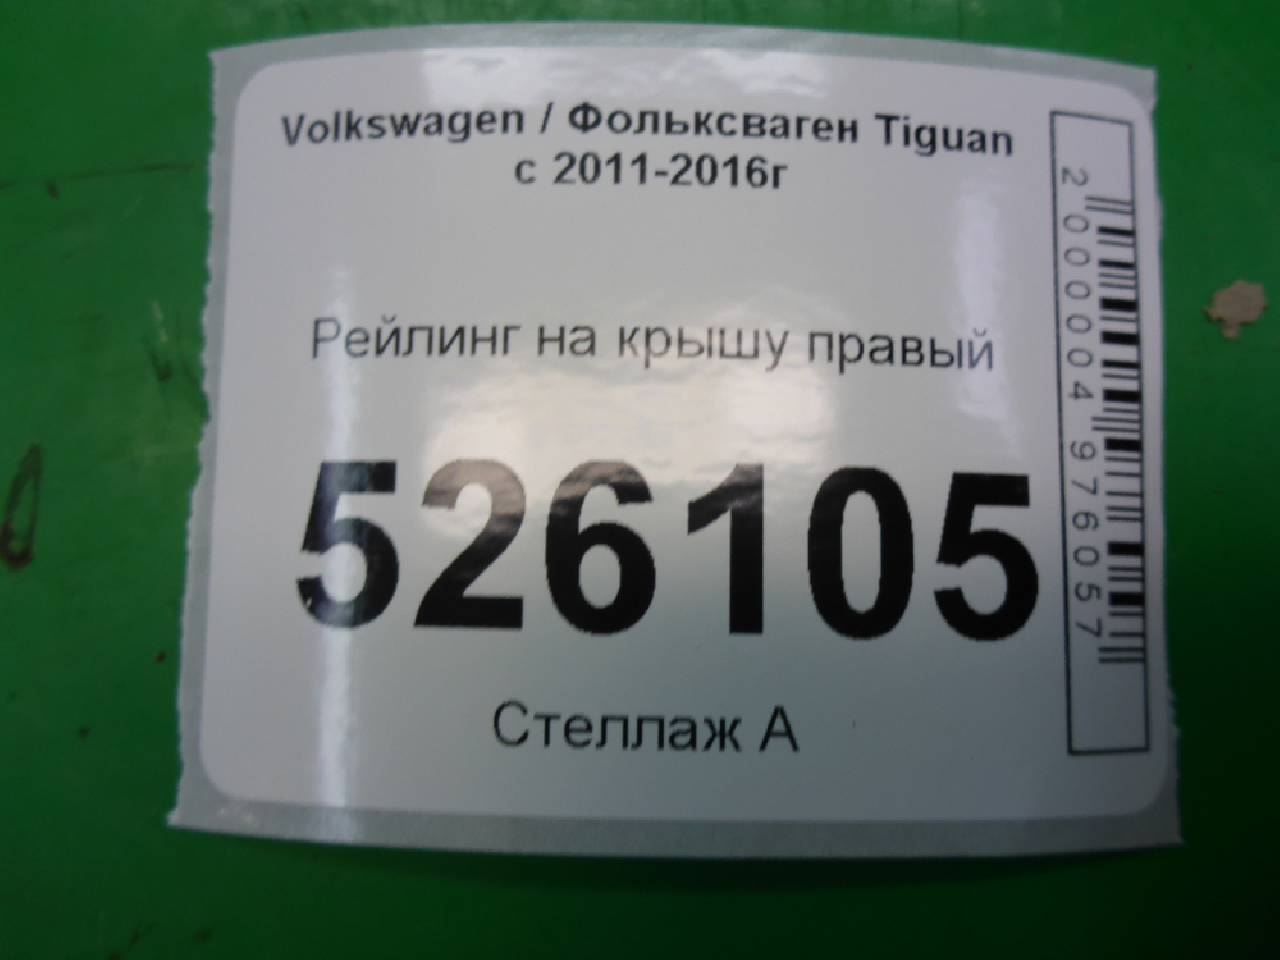 Volkswagen / Фольксваген Tiguan
с 2011-2016г
Рейлинг на крышу правый
526105
Стеллаж А
2000004976057